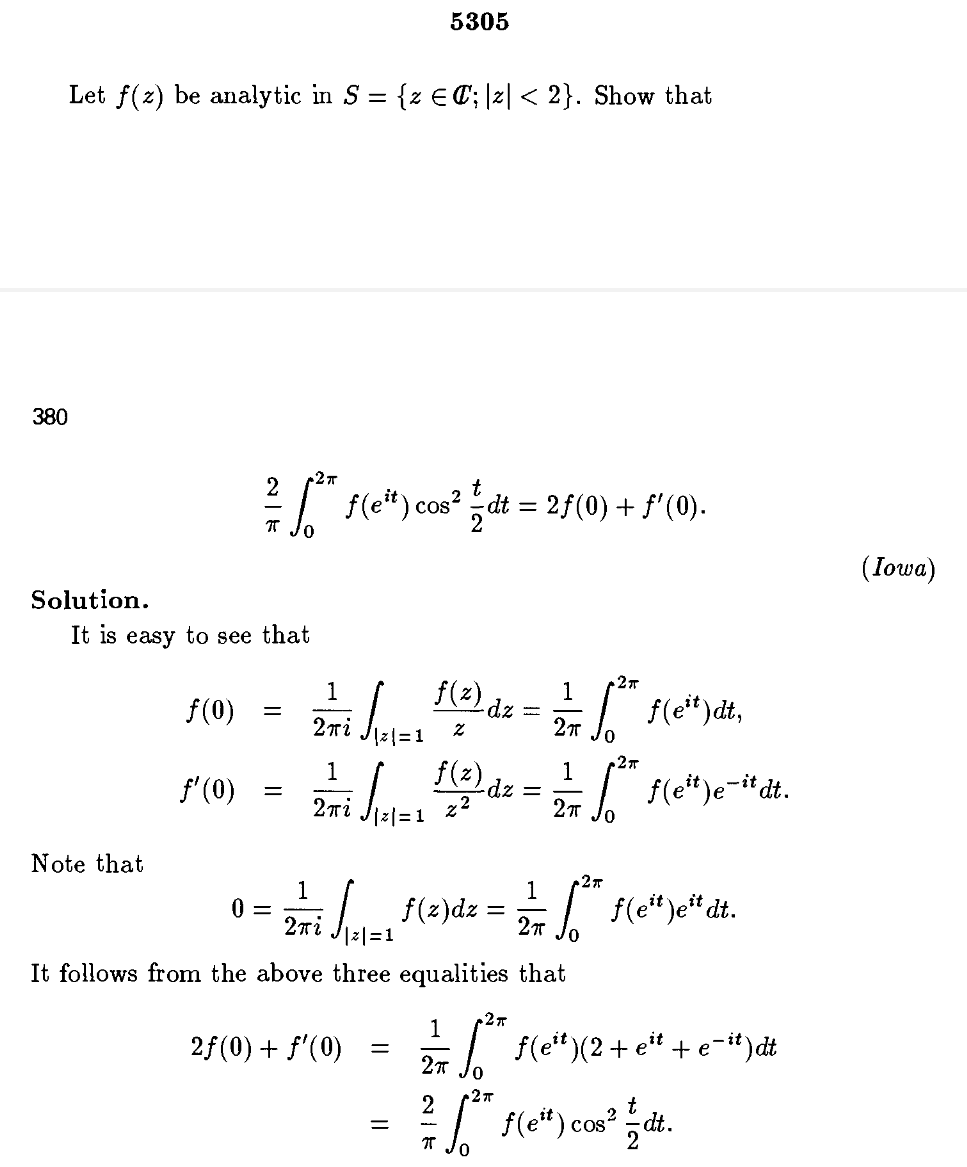 5305
Let f(z) be analytic in S = {z ∈ ℂ; |z| < 2}. Show that
380
\frac{2}{\pi} \int_0^{2\pi} f(e^{it}) \cos^2 \frac{t}{2} dt = 2f(0) + f'(0).
(Iowa)
Solution.
It is easy to see that
f(0) = \frac{1}{2\pi i} \int_{|z|=1} \frac{f(z)}{z} dz = \frac{1}{2\pi} \int_0^{2\pi} f(e^{it}) dt,
f'(0) = \frac{1}{2\pi i} \int_{|z|=1} \frac{f(z)}{z^2} dz = \frac{1}{2\pi} \int_0^{2\pi} f(e^{it}) e^{-it} dt.
Note that
0 = \frac{1}{2\pi i} \int_{|z|=1} f(z) dz = \frac{1}{2\pi} \int_0^{2\pi} f(e^{it}) e^{it} dt.
It follows from the above three equalities that
2f(0) + f'(0) = \frac{1}{2\pi} \int_0^{2\pi} f(e^{it})(2 + e^{it} + e^{-it}) dt
= \frac{2}{\pi} \int_0^{2\pi} f(e^{it}) \cos^2 \frac{t}{2} dt.